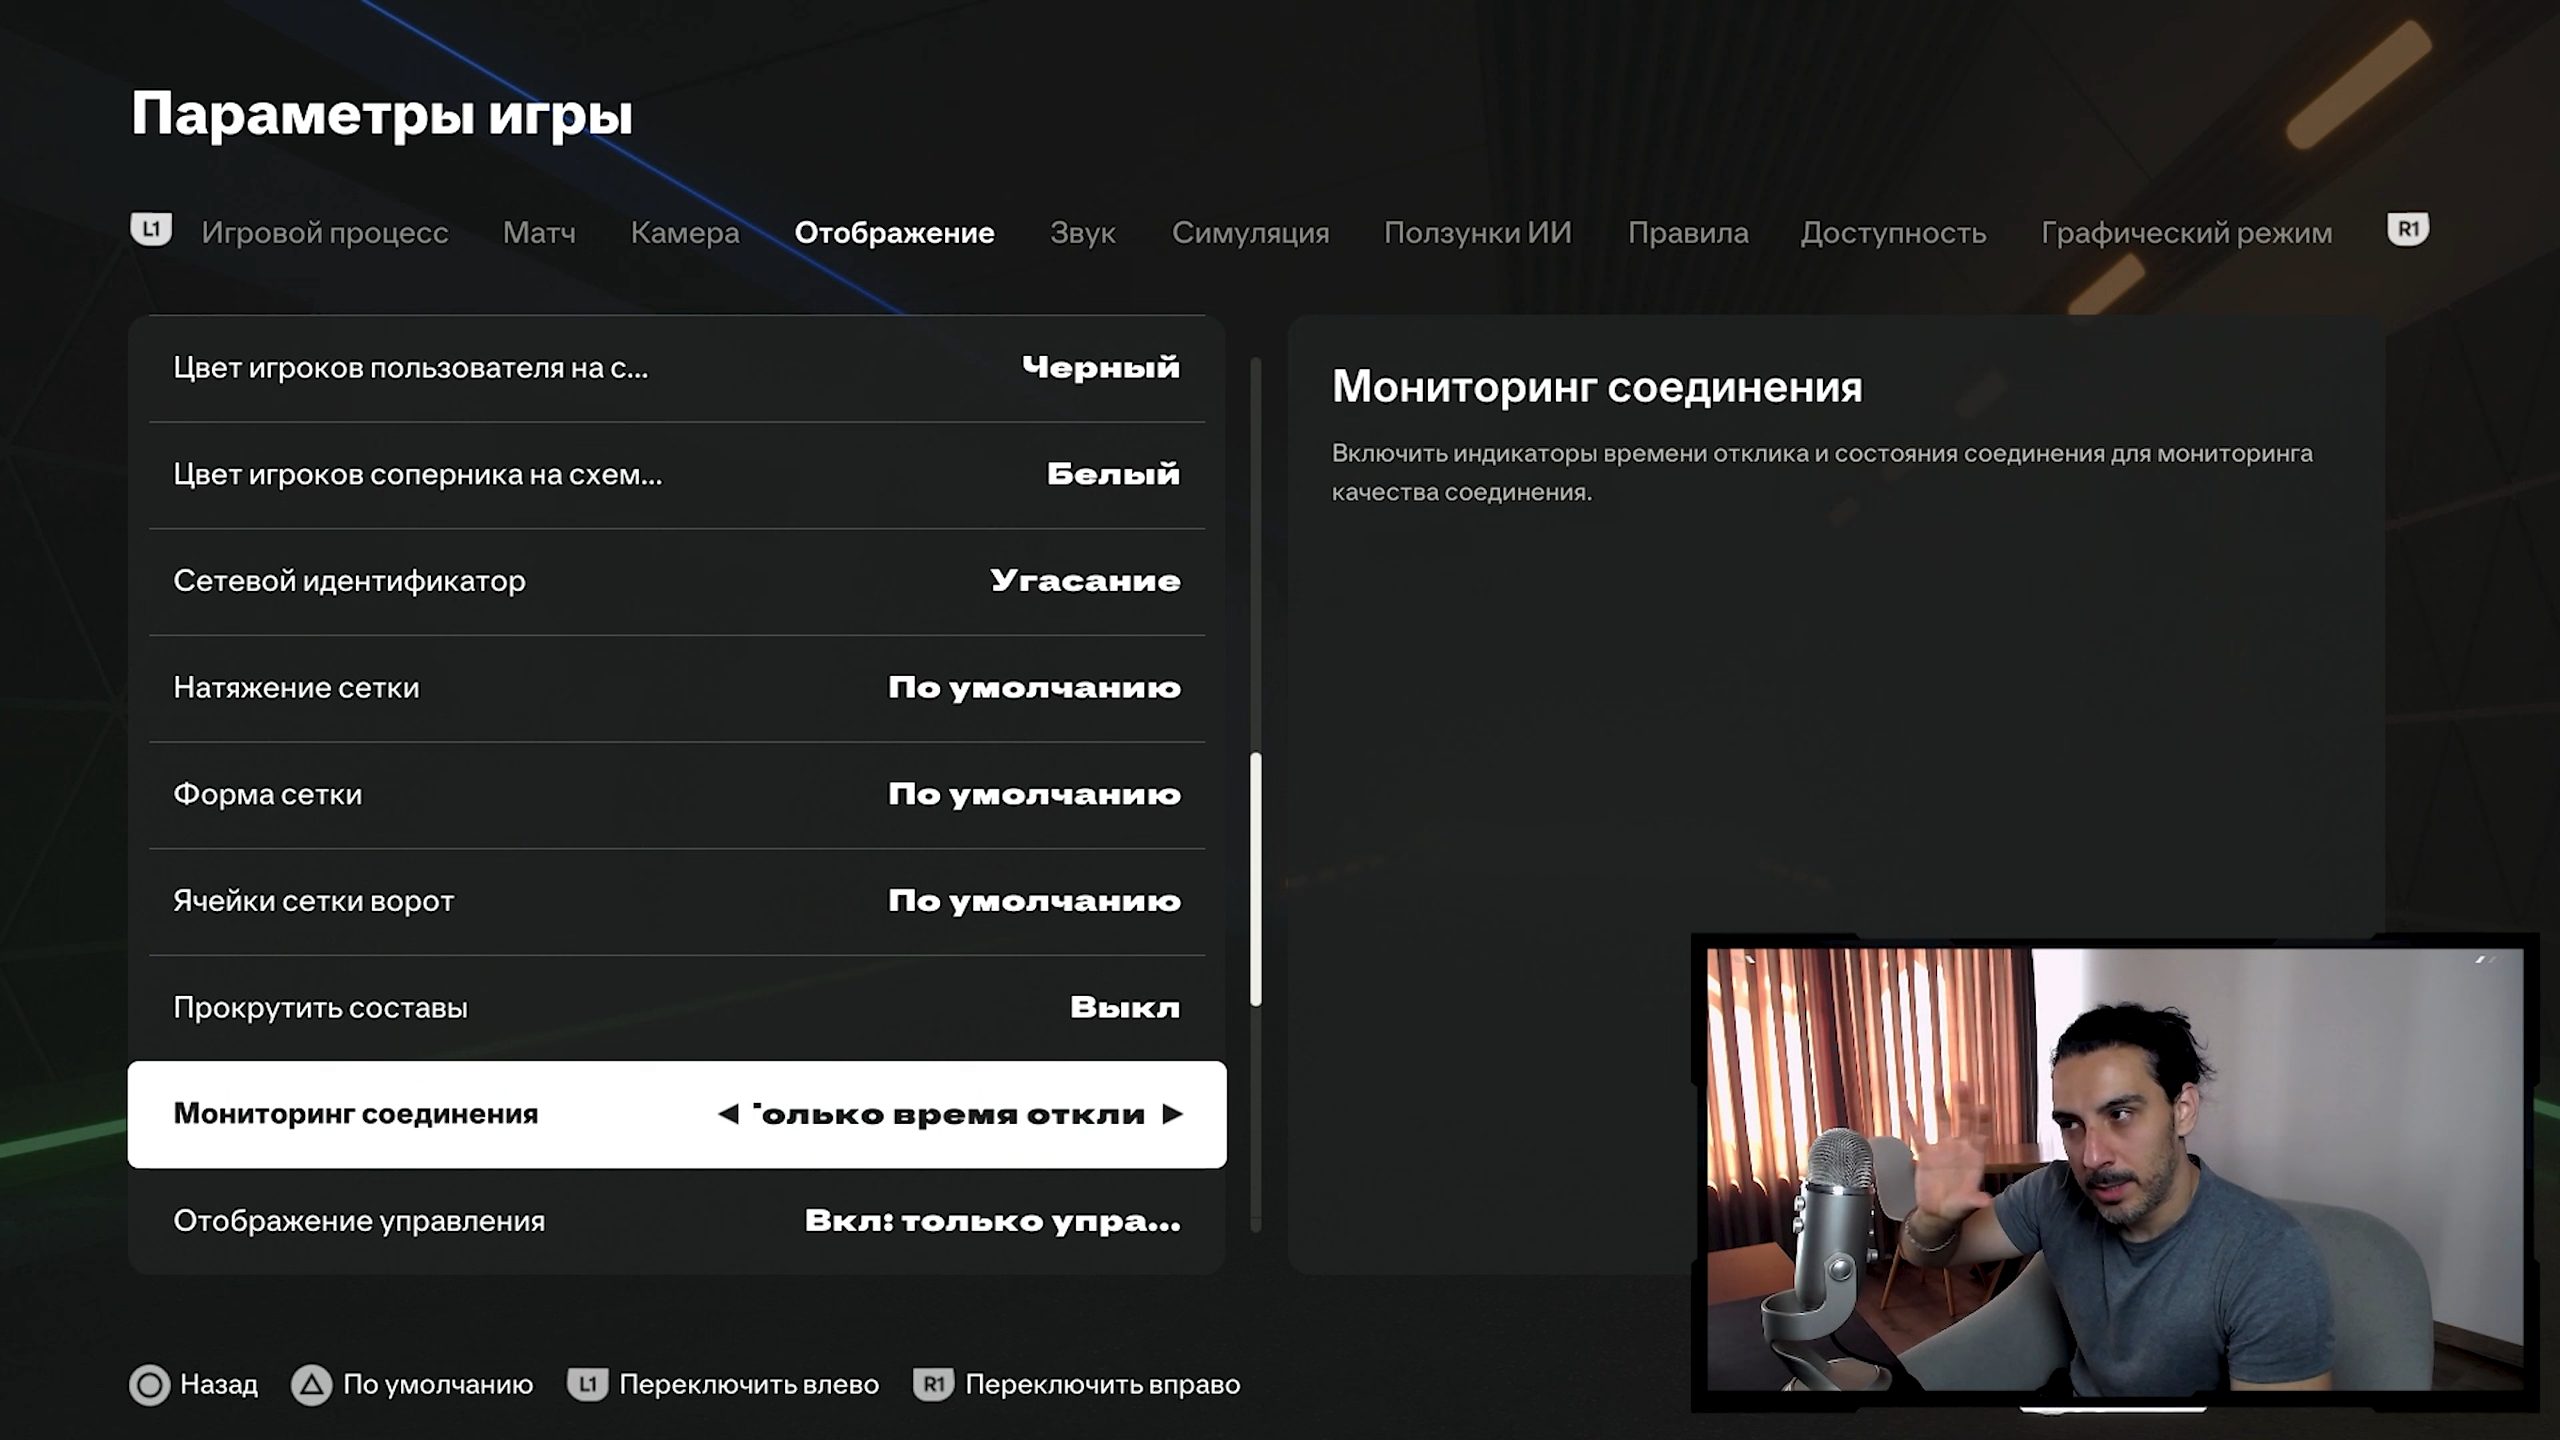 Параметры игры
L1 Игровой процесс Матч Камера Отображение Звук Симуляция Ползунки ИИ Правила Доступность Графический режим R1
Цвет игроков пользователя на с... Черный
Цвет игроков соперника на схем... Белый
Сетевой идентификатор Угасание
Натяжение сетки По умолчанию
Форма сетки По умолчанию
Ячейки сетки ворот По умолчанию
Прокрутить составы Выкл
Мониторинг соединения олько время откли
Отображение управления Вкл: только упра...
Мониторинг соединения
Включить индикаторы времени отклика и состояния соединения для мониторинга
качества соединения.
Назад По умолчанию L1 Переключить влево R1 Переключить вправо